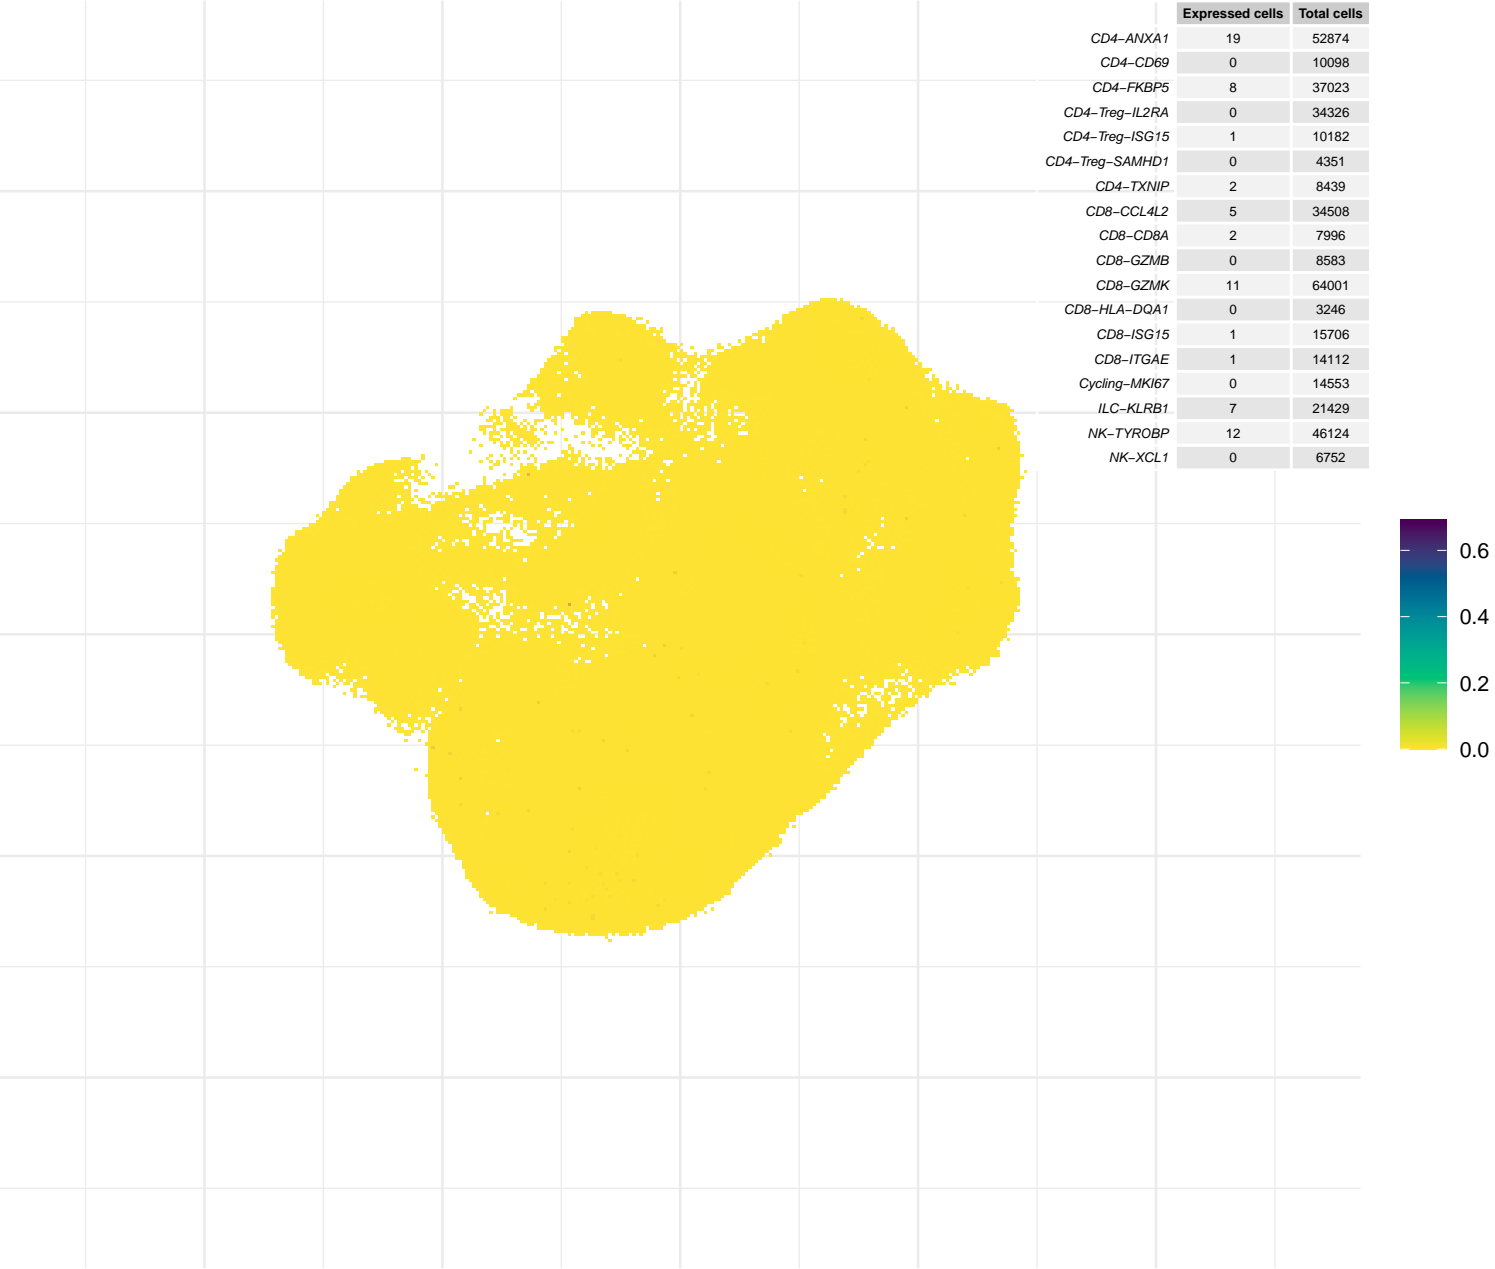 Expressed cells Total cells
CD4−ANXA1 19 52874
CD4−CD69 0 10098
CD4−FKBP5 8 37023
CD4−Treg−IL2RA 0 34326
CD4−Treg−ISG15 1 10182
CD4−Treg−SAMHD1 0 4351
CD4−TXNIP 2 8439
CD8−CCL4L2 5 34508
CD8−CD8A 2 7996
CD8−GZMB 0 8583
CD8−GZMK 11 64001
CD8−HLA−DQA1 0 3246
CD8−ISG15 1 15706
CD8−ITGAE 1 14112
Cycling−MKI67 0 14553
ILC−KLRB1 7 21429
NK−TYROBP 12 46124
NK−XCL1 0 6752
0.6
0.4
0.2
0.0